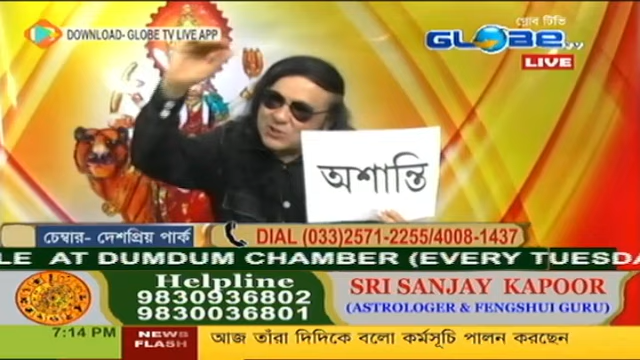 DOWNLOAD- GLOBE TV LIVE APP
গ্লোব টিভি
GLOBE TV
LIVE
অশান্তি
চেম্বার- দেশপ্রিয় পার্ক
DIAL (033)2571-2255/4008-1437
LE AT DUMDUM CHAMBER (EVERY TUESDA
Helpline
9830936802
9830036801
SRI SANJAY KAPOOR
(ASTROLOGER & FENGSHUI GURU)
7:14 PM
NEWS FLASH
আজ তাঁরা দিদিকে বলো কর্মসূচি পালন করছেন